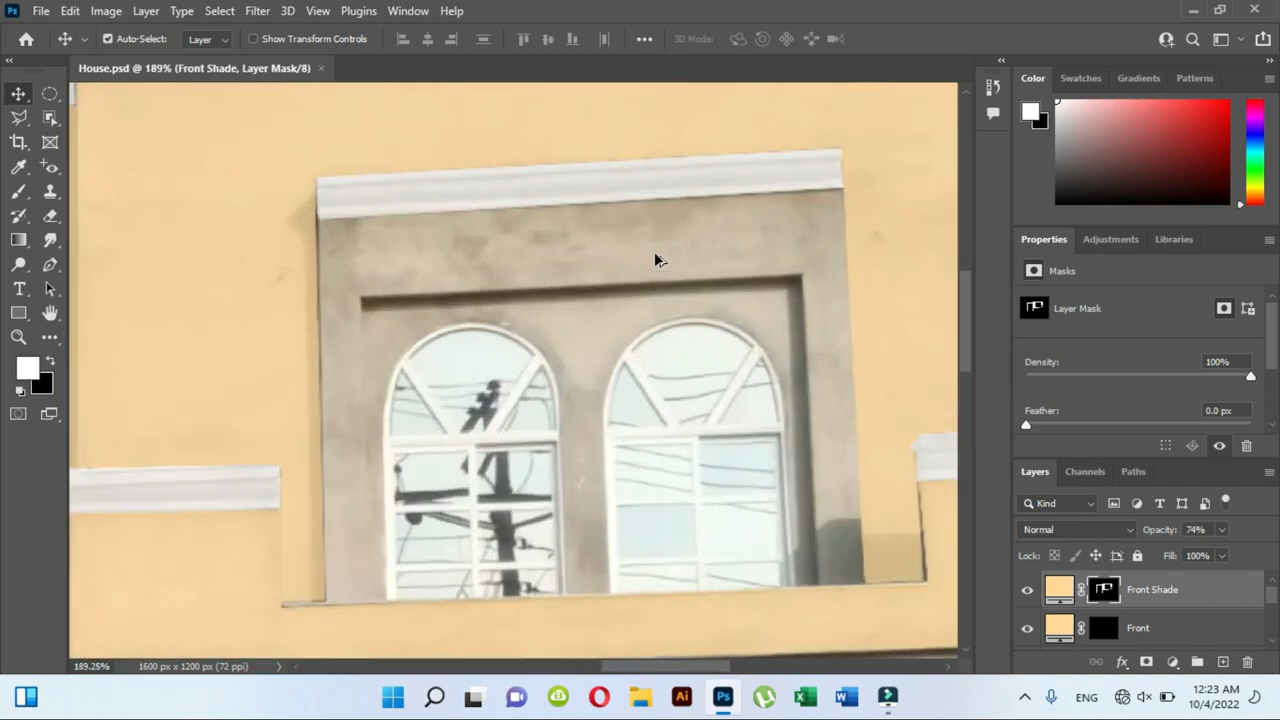 Ps File Edit Image Layer Type Select Filter 3D View Plugins Window Help
Auto-Select: Layer Show Transform Controls 3D Mode:
House.psd @ 189% (Front Shade, Layer Mask/8)
Color Swatches Gradients Patterns
Properties Adjustments Libraries
Masks
Layer Mask
Density: 100%
Feather: 0.0 px
Layers Channels Paths
Kind
Normal Opacity: 74%
Lock: Fill: 100%
Front Shade
Front
189.25% 1600 px x 1200 px (72 ppi)
Ai Ps ENG 12:23 AM
10/4/2022